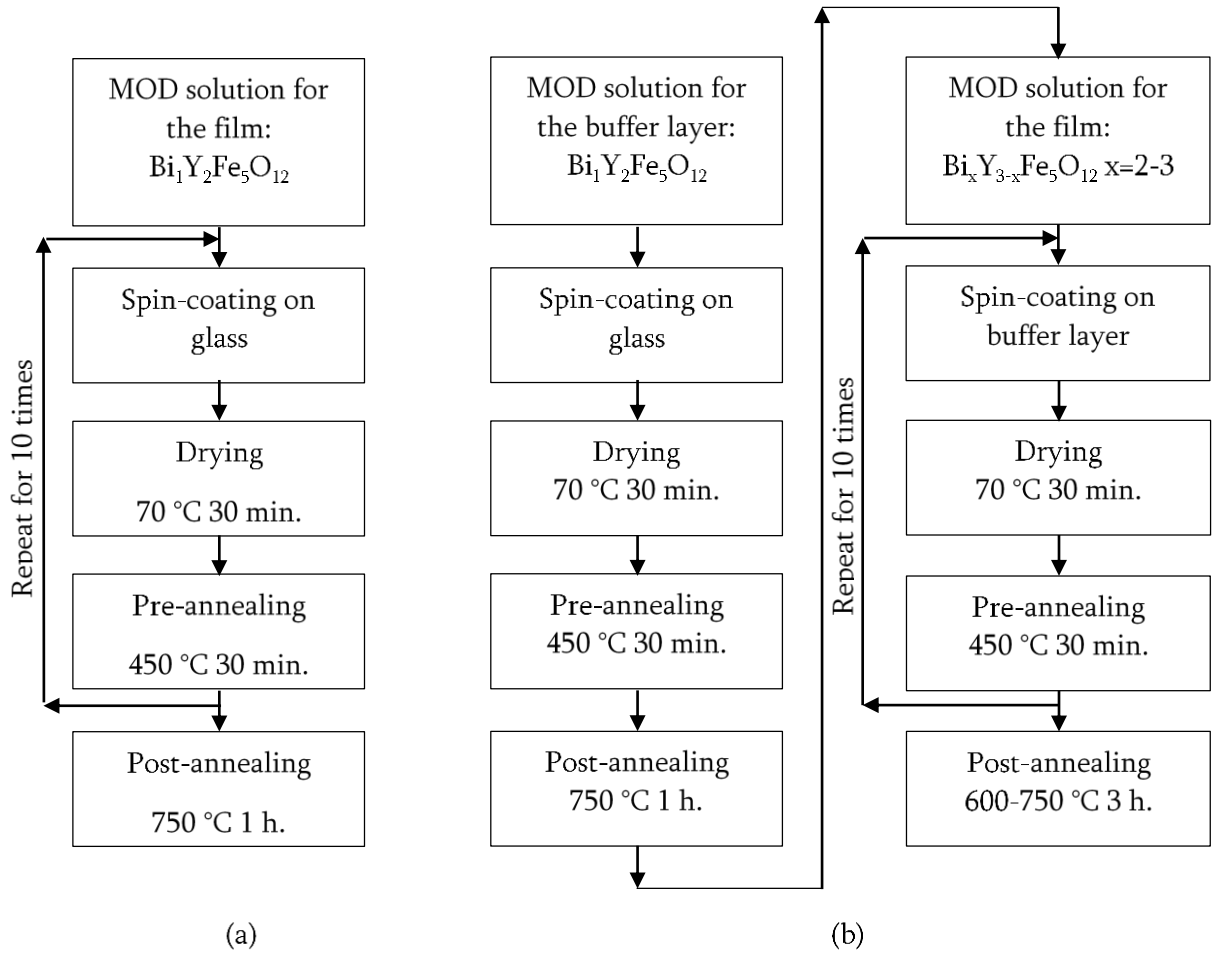 MOD solution for
the film:
Bi₁Y₂Fe₅O₁₂
Spin-coating on
glass
Drying
70 °C 30 min.
Pre-annealing
450 °C 30 min.
Post-annealing
750 °C 1 h.
Repeat for 10 times
(a)
MOD solution for
the buffer layer:
Bi₁Y₂Fe₅O₁₂
Spin-coating on
glass
Drying
70 °C 30 min.
Pre-annealing
450 °C 30 min.
Post-annealing
750 °C 1 h.
MOD solution for
the film:
BiₓY₃₋ₓFe₅O₁₂ x=2-3
Spin-coating on
buffer layer
Drying
70 °C 30 min.
Pre-annealing
450 °C 30 min.
Post-annealing
600-750 °C 3 h.
Repeat for 10 times
(b)